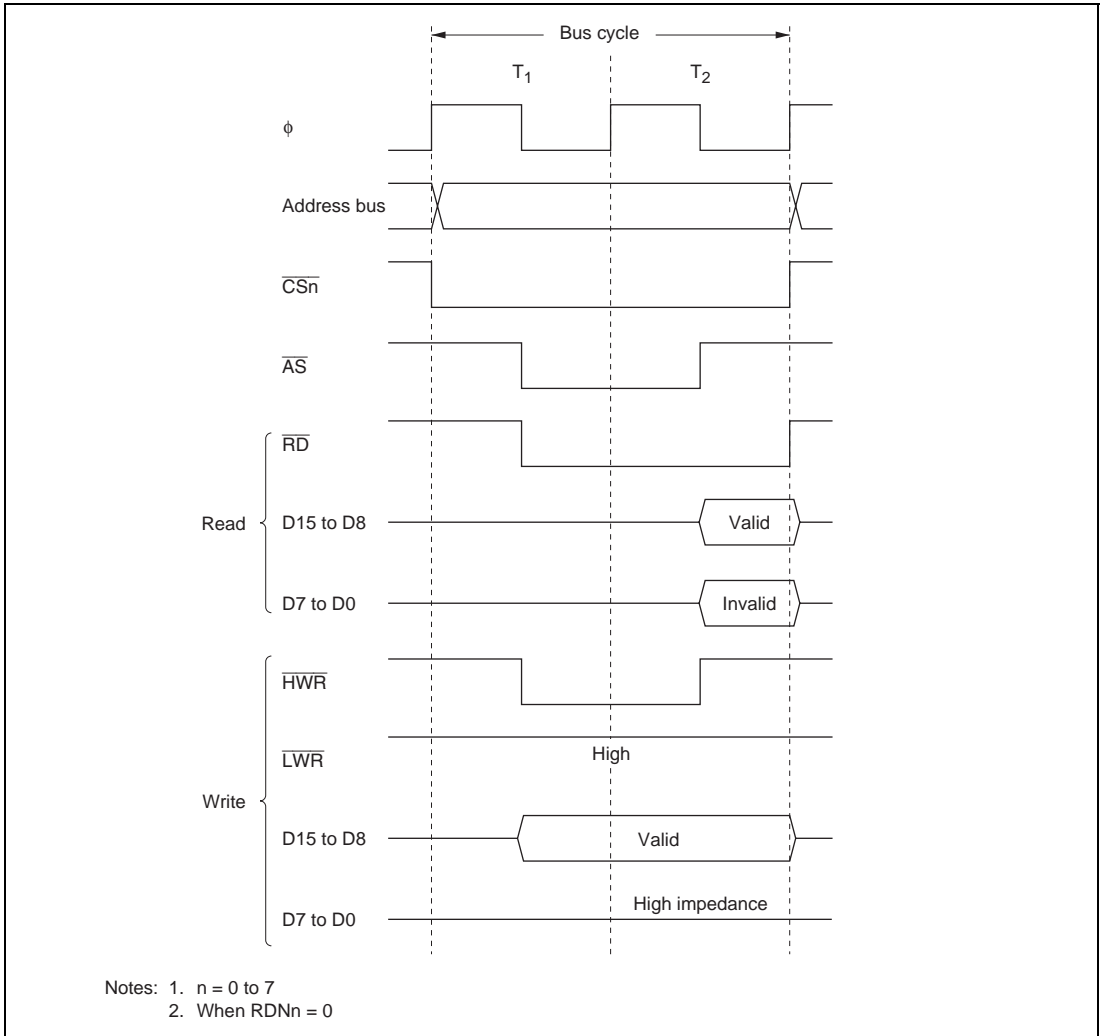 Bus cycle
T1 T2
ϕ
Address bus
CSn
AS
RD
Read
D15 to D8 Valid
D7 to D0 Invalid
HWR
LWR
High
Write
D15 to D8 Valid
High impedance
D7 to D0
Notes: 1. n = 0 to 7
2. When RDNn = 0